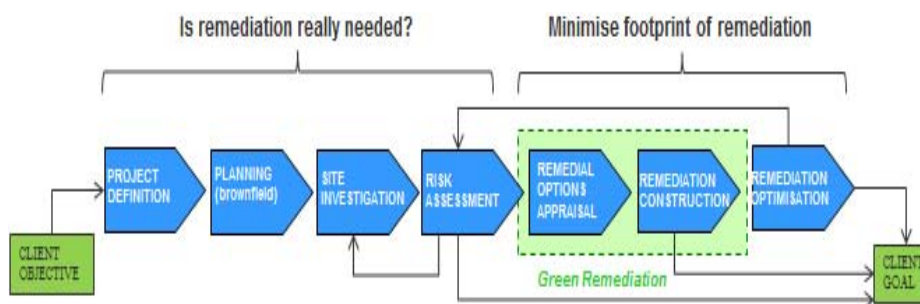 Is remediation really needed?
Minimise footprint of remediation
PROJECT
DEFINITION
PLANNING
(brownfield)
SITE
INVESTIGATION
RISK
ASSESSMENT
REMEDIAL
OPTIONS
APPRAISAL
REMEDIATION
CONSTRUCTION
REMEDIATION
OPTIMISATION
CLIENT
OBJECTIVE
Green Remediation
CLIENT
GOAL